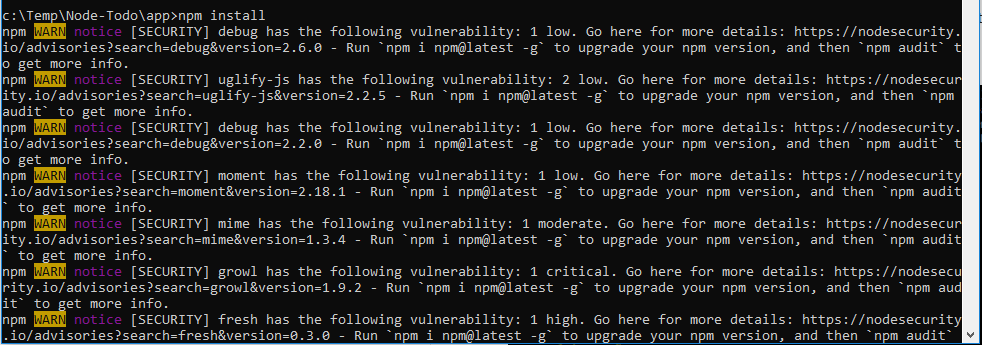 c:\Temp\Node-Todo\app>npm install
npm WARN notice [SECURITY] debug has the following vulnerability: 1 low. Go here for more details: https://nodesecurity.
io/advisories?search=debug&version=2.6.0 - Run `npm i npm@latest -g` to upgrade your npm version, and then `npm audit` t
o get more info.
npm WARN notice [SECURITY] uglify-js has the following vulnerability: 2 low. Go here for more details: https://nodesecur
ity.io/advisories?search=uglify-js&version=2.2.5 - Run `npm i npm@latest -g` to upgrade your npm version, and then `npm
audit` to get more info.
npm WARN notice [SECURITY] debug has the following vulnerability: 1 low. Go here for more details: https://nodesecurity.
io/advisories?search=debug&version=2.2.0 - Run `npm i npm@latest -g` to upgrade your npm version, and then `npm audit` t
o get more info.
npm WARN notice [SECURITY] moment has the following vulnerability: 1 low. Go here for more details: https://nodesecurity
.io/advisories?search=moment&version=2.18.1 - Run `npm i npm@latest -g` to upgrade your npm version, and then `npm audit
` to get more info.
npm WARN notice [SECURITY] mime has the following vulnerability: 1 moderate. Go here for more details: https://nodesecur
ity.io/advisories?search=mime&version=1.3.4 - Run `npm i npm@latest -g` to upgrade your npm version, and then `npm audit
` to get more info.
npm WARN notice [SECURITY] growl has the following vulnerability: 1 critical. Go here for more details: https://nodesecu
rity.io/advisories?search=growl&version=1.9.2 - Run `npm i npm@latest -g` to upgrade your npm version, and then `npm aud
it` to get more info.
npm WARN notice [SECURITY] fresh has the following vulnerability: 1 high. Go here for more details: https://nodesecurity
.io/advisories?search=fresh&version=0.3.0 - Run `npm i npm@latest -g` to upgrade your npm version, and then `npm audit`